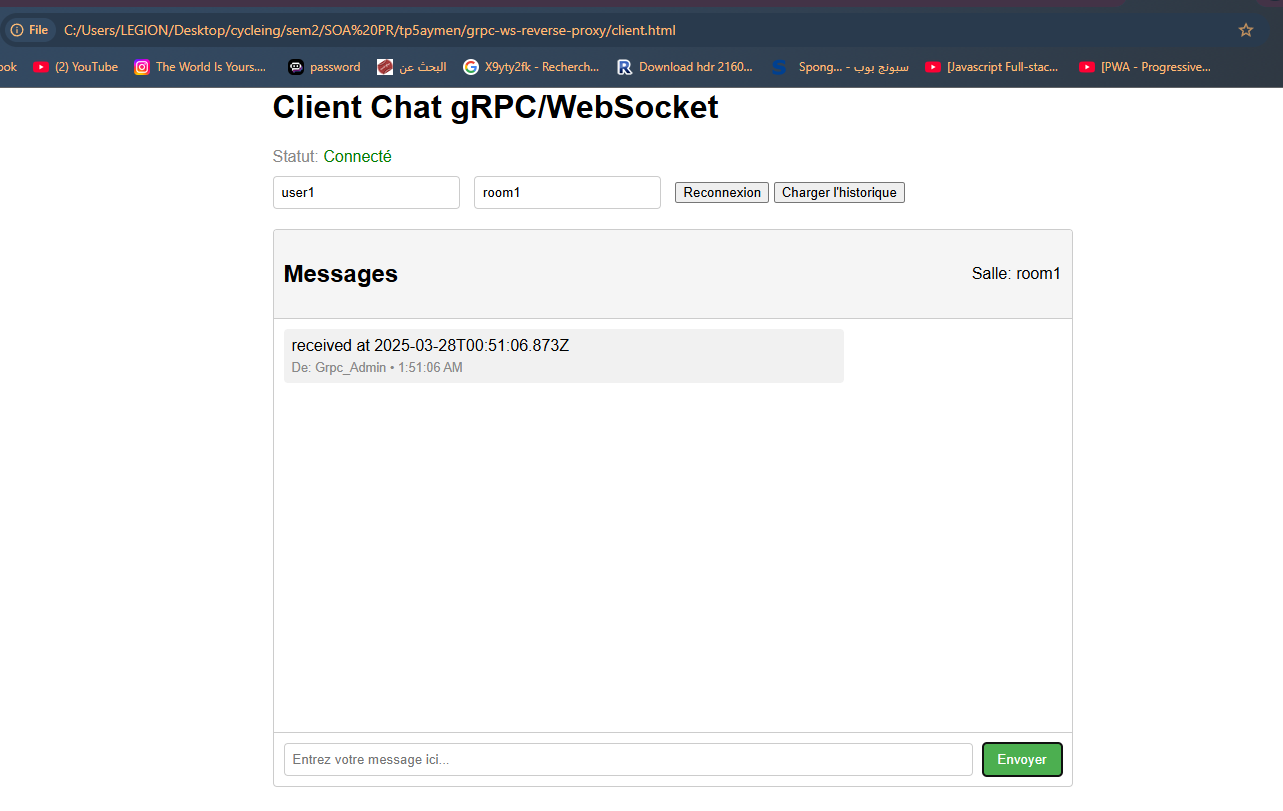 File C:/Users/LEGION/Desktop/cycleing/sem2/SOA%20PR/tp5aymen/grpc-ws-reverse-proxy/client.html
ook (2) YouTube The World Is Yours.... password البحث عن X9yty2fk - Recherch... Download hdr 2160... Spong... - سبونج بوب [Javascript Full-stac... [PWA - Progressive...
Client Chat gRPC/WebSocket
Statut: Connecté
user1 room1 Reconnexion Charger l'historique
Messages Salle: room1
received at 2025-03-28T00:51:06.873Z
De: Grpc_Admin • 1:51:06 AM
Entrez votre message ici... Envoyer